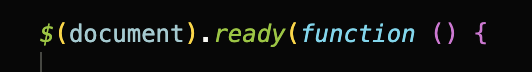 $(document).ready(function () {